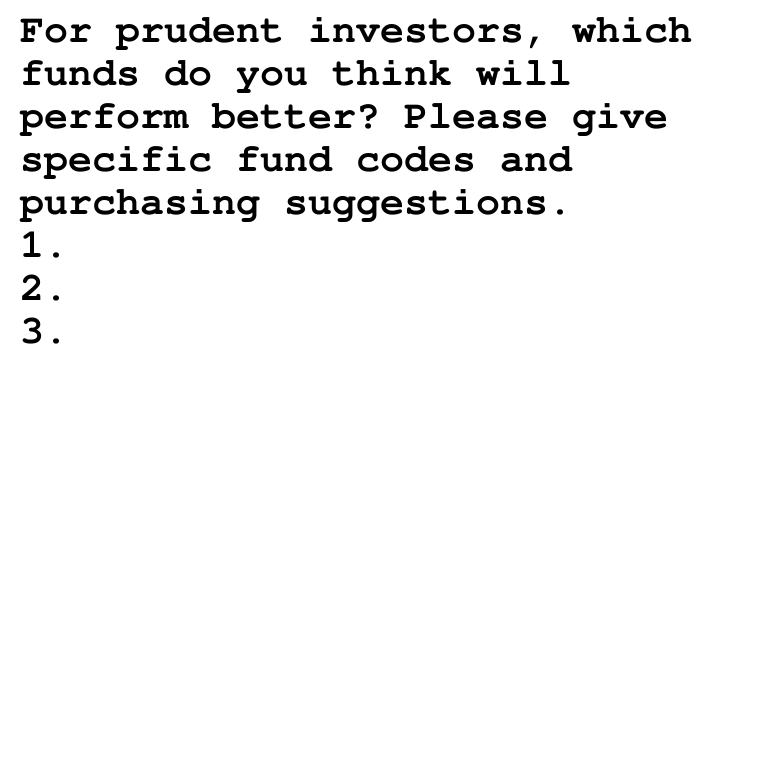 For prudent investors, which
funds do you think will
perform better? Please give
specific fund codes and
purchasing suggestions.
1.
2.
3.